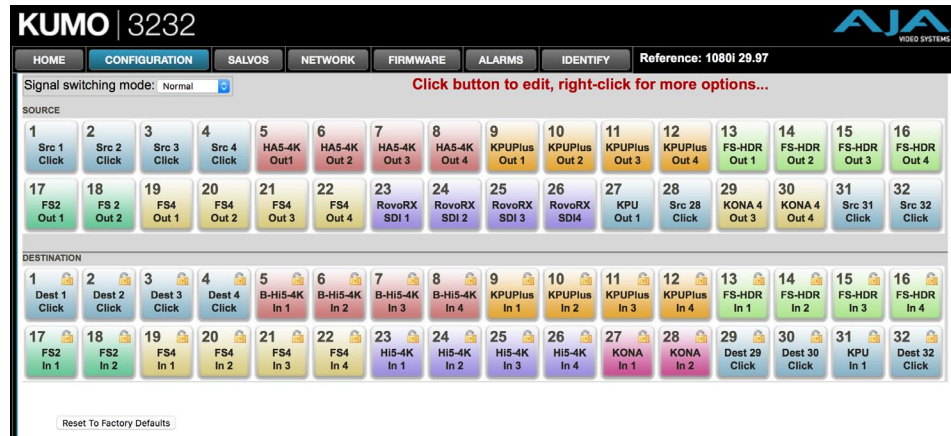 KUMO | 3232
AJA
VIDEO SYSTEMS
HOME CONFIGURATION SALVOS NETWORK FIRMWARE ALARMS IDENTIFY Reference: 1080i 29.97
Signal switching mode: Normal Click button to edit, right-click for more options...
SOURCE
1 2 3 4 5 6 7 8 9 10 11 12 13 14 15 16
Src 1 Src 2 Src 3 Src 4 HA5-4K HA5-4K HA5-4K HA5-4K KPUPlus KPUPlus KPUPlus KPUPlus FS-HDR FS-HDR FS-HDR FS-HDR
Click Click Click Click Out1 Out 2 Out 3 Out 4 Out 1 Out 2 Out 3 Out 4 Out 1 Out 2 Out 3 Out 4
17 18 19 20 21 22 23 24 25 26 27 28 29 30 31 32
FS2 FS 2 FS4 FS4 FS4 FS4 RovoRX RovoRX RovoRX RovoRX KPU Src 28 KONA 4 KONA 4 Src 31 Src 32
Out 1 Out 2 Out 1 Out 2 Out 3 Out 4 SDI 1 SDI 2 SDI 3 SDI4 Out 1 Click Out 3 Out 4 Click Click
DESTINATION
1 2 3 4 5 6 7 8 9 10 11 12 13 14 15 16
Dest 1 Dest 2 Dest 3 Dest 4 B-Hi5-4K B-Hi5-4K B-Hi5-4K B-Hi5-4K KPUPlus KPUPlus KPUPlus KPUPlus FS-HDR FS-HDR FS-HDR FS-HDR
Click Click Click Click In 1 In 2 In 3 In 4 In 1 In 2 In 3 In 4 In 1 In 2 In 3 In 4
17 18 19 20 21 22 23 24 25 26 27 28 29 30 31 32
FS2 FS2 FS4 FS4 FS4 FS4 Hi5-4K Hi5-4K Hi5-4K Hi5-4K KONA KONA Dest 29 Dest 30 KPU Dest 32
In 1 In 2 In 1 In 2 In 3 In 4 In 1 In 2 In 3 In 4 In 1 In 2 Click Click In 1 Click
Reset To Factory Defaults